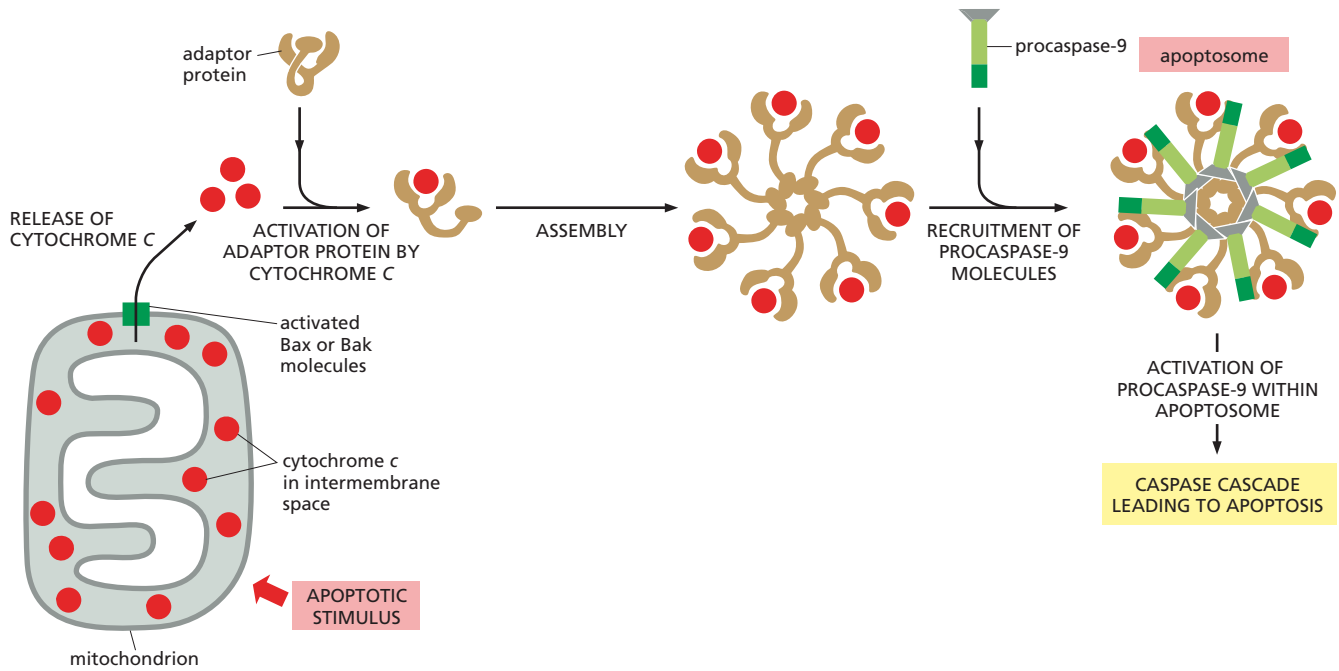 adaptor
protein
procaspase-9
apoptosome
RELEASE OF
CYTOCHROME C
ACTIVATION OF
ADAPTOR PROTEIN BY
CYTOCHROME C
ASSEMBLY
RECRUITMENT OF
PROCASPASE-9
MOLECULES
activated
Bax or Bak
molecules
ACTIVATION OF
PROCASPASE-9 WITHIN
APOPTOSOME
cytochrome c
in intermembrane
space
CASPASE CASCADE
LEADING TO APOPTOSIS
APOPTOTIC
STIMULUS
mitochondrion